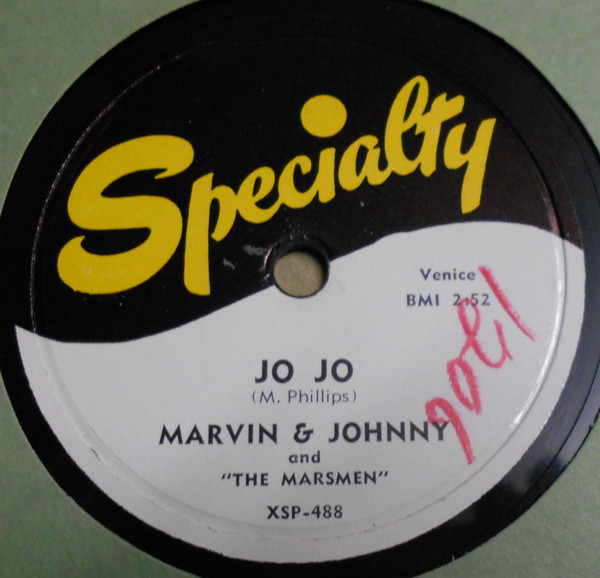 Specialty
Venice
BMI 2:52
JO JO
(M. Phillips)
MARVIN & JOHNNY
and
"THE MARSMEN"
XSP-488